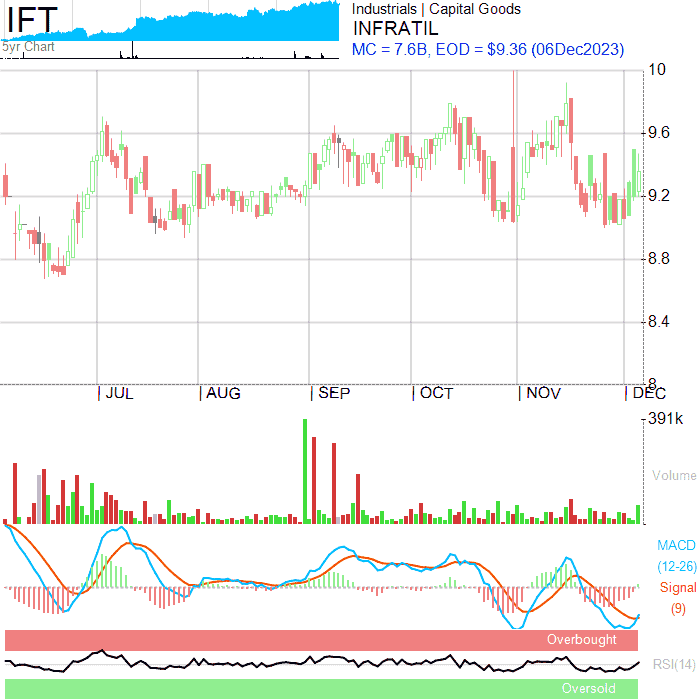 IFT
5yr Chart
Industrials | Capital Goods
INFRATIL
MC = 7.6B, EOD = $9.36 (06Dec2023)
10
9.6
9.2
8.8
8.4
8
JUL
AUG
SEP
OCT
NOV
DEC
391k
Volume
MACD
(12-26)
Signal
(9)
Overbought
RSI(14)
Oversold